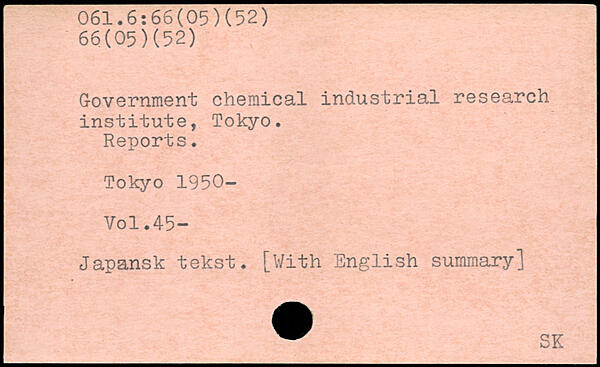 061.6:66(05)(52)
66(05)(52)
Government chemical industrial research
institute, Tokyo.
Reports.
Tokyo 1950-
Vol.45-
Japansk tekst. [With English summary]
SK